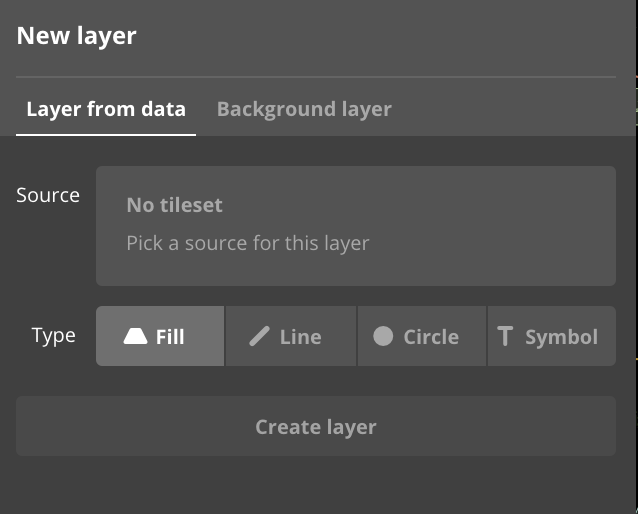 New layer
Layer from data Background layer
Source
No tileset
Pick a source for this layer
Type Fill Line Circle Symbol
Create layer